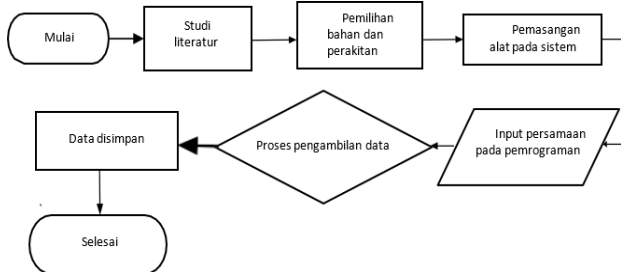 Mulai
Studi
literatur
Pemilihan
bahan dan
perakitan
Pemasangan
alat pada sistem
Input persamaan
pada pemrograman
Proses pengambilan data
Data disimpan
Selesai